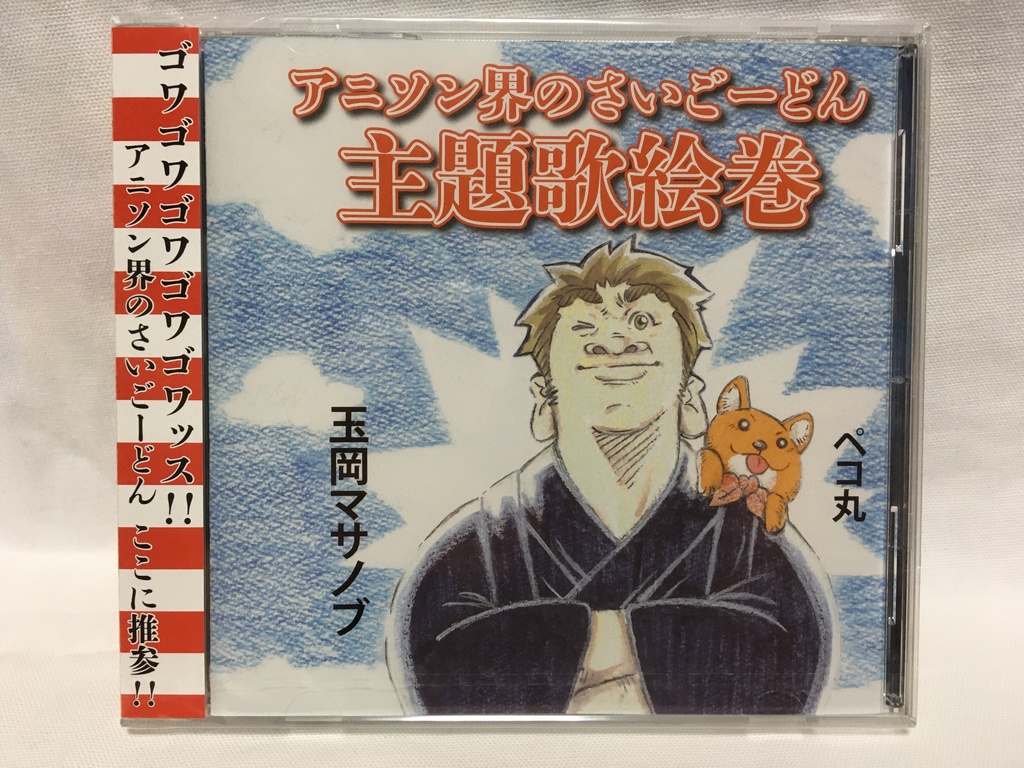 ゴワゴワゴワゴワゴワッス!!
アニソン界のさいごーどん ここに推参!!
アニソン界のさいごーどん
主題歌絵巻
玉岡マサノブ
ペコ丸